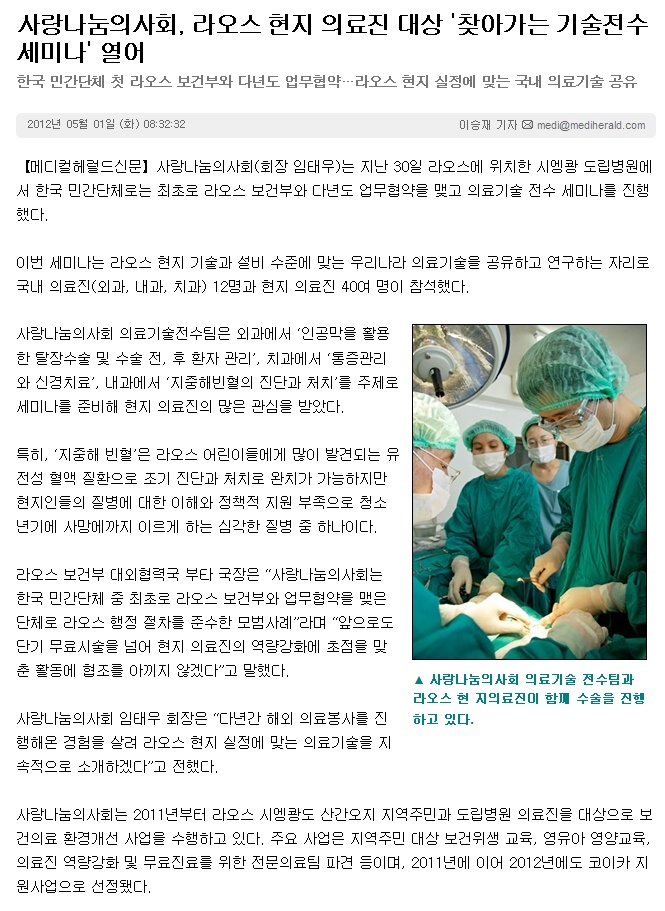 사랑나눔의사회, 라오스 현지 의료진 대상 '찾아가는 기술전수
세미나' 열어
한국 민간단체 첫 라오스 보건부와 다년도 업무협약…라오스 현지 실정에 맞는 국내 의료기술 공유
2012년 05월 01일 (화) 08:32:32
이승재 기자 medi@mediherald.com
【메디컬헤럴드신문】사랑나눔의사회(회장 임태우)는 지난 30일 라오스에 위치한 시엥쾅 도립병원에
서 한국 민간단체로는 최초로 라오스 보건부와 다년도 업무협약을 맺고 의료기술 전수 세미나를 진행
했다.
이번 세미나는 라오스 현지 기술과 설비 수준에 맞는 우리나라 의료기술을 공유하고 연구하는 자리로
국내 의료진(외과, 내과, 치과) 12명과 현지 의료진 40여 명이 참석했다.
사랑나눔의사회 의료기술전수팀은 외과에서 '인공막을 활용
한 탈장수술 및 수술 전, 후 환자 관리', 치과에서 '통증관리
와 신경치료', 내과에서 '지중해빈혈의 진단과 처치'를 주제로
세미나를 준비해 현지 의료진의 많은 관심을 받았다.
특히, '지중해 빈혈'은 라오스 어린이들에게 많이 발견되는 유
전성 혈액 질환으로 조기 진단과 처치로 완치가 가능하지만
현지인들의 질병에 대한 이해와 정책적 지원 부족으로 청소
년기에 사망에까지 이르게 하는 심각한 질병 중 하나이다.
라오스 보건부 대외협력국 부타 국장은 “사랑나눔의사회는
한국 민간단체 중 최초로 라오스 보건부와 업무협약을 맺은
단체로 라오스 행정 절차를 준수한 모범사례”라며 “앞으로도
단기 무료시술을 넘어 현지 의료진의 역량강화에 초점을 맞
춘 활동에 협조를 아끼지 않겠다”고 말했다.
사랑나눔의사회 임태우 회장은 “다년간 해외 의료봉사를 진
행해온 경험을 살려 라오스 현지 실정에 맞는 의료기술을 지
속적으로 소개하겠다”고 전했다.
▲ 사랑나눔의사회 의료기술 전수팀과
라오스 현 지의료진이 함께 수술을 진행
하고 있다.
사랑나눔의사회는 2011년부터 라오스 시엥쾅도 산간오지 지역주민과 도립병원 의료진을 대상으로 보
건의료 환경개선 사업을 수행하고 있다. 주요 사업은 지역주민 대상 보건위생 교육, 영유아 영양교육,
의료진 역량강화 및 무료진료를 위한 전문의료팀 파견 등이며, 2011년에 이어 2012년에도 코이카 지
원사업으로 선정됐다.